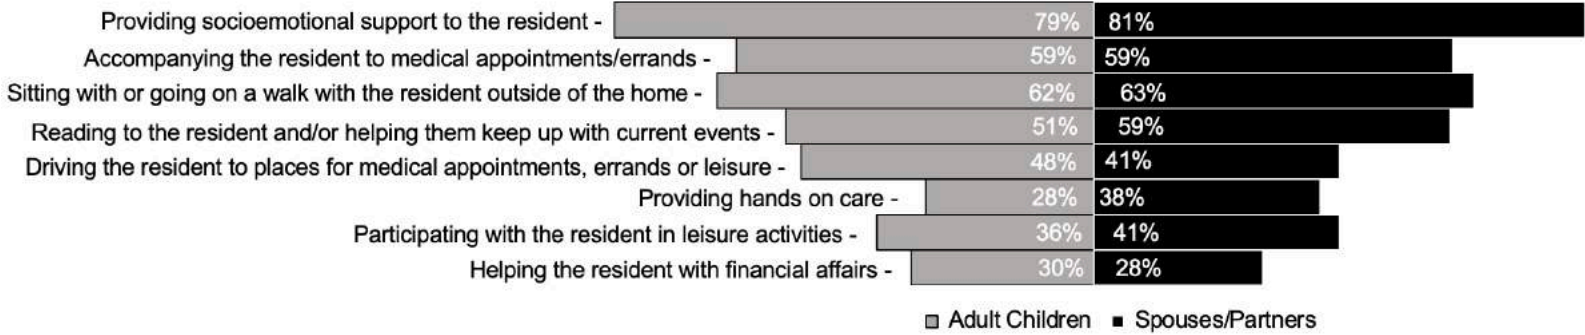 Providing socioemotional support to the resident - 79% 81%
Accompanying the resident to medical appointments/errands - 59% 59%
Sitting with or going on a walk with the resident outside of the home - 62% 63%
Reading to the resident and/or helping them keep up with current events - 51% 59%
Driving the resident to places for medical appointments, errands or leisure - 48% 41%
Providing hands on care - 28% 38%
Participating with the resident in leisure activities - 36% 41%
Helping the resident with financial affairs - 30% 28%
Adult Children Spouses/Partners